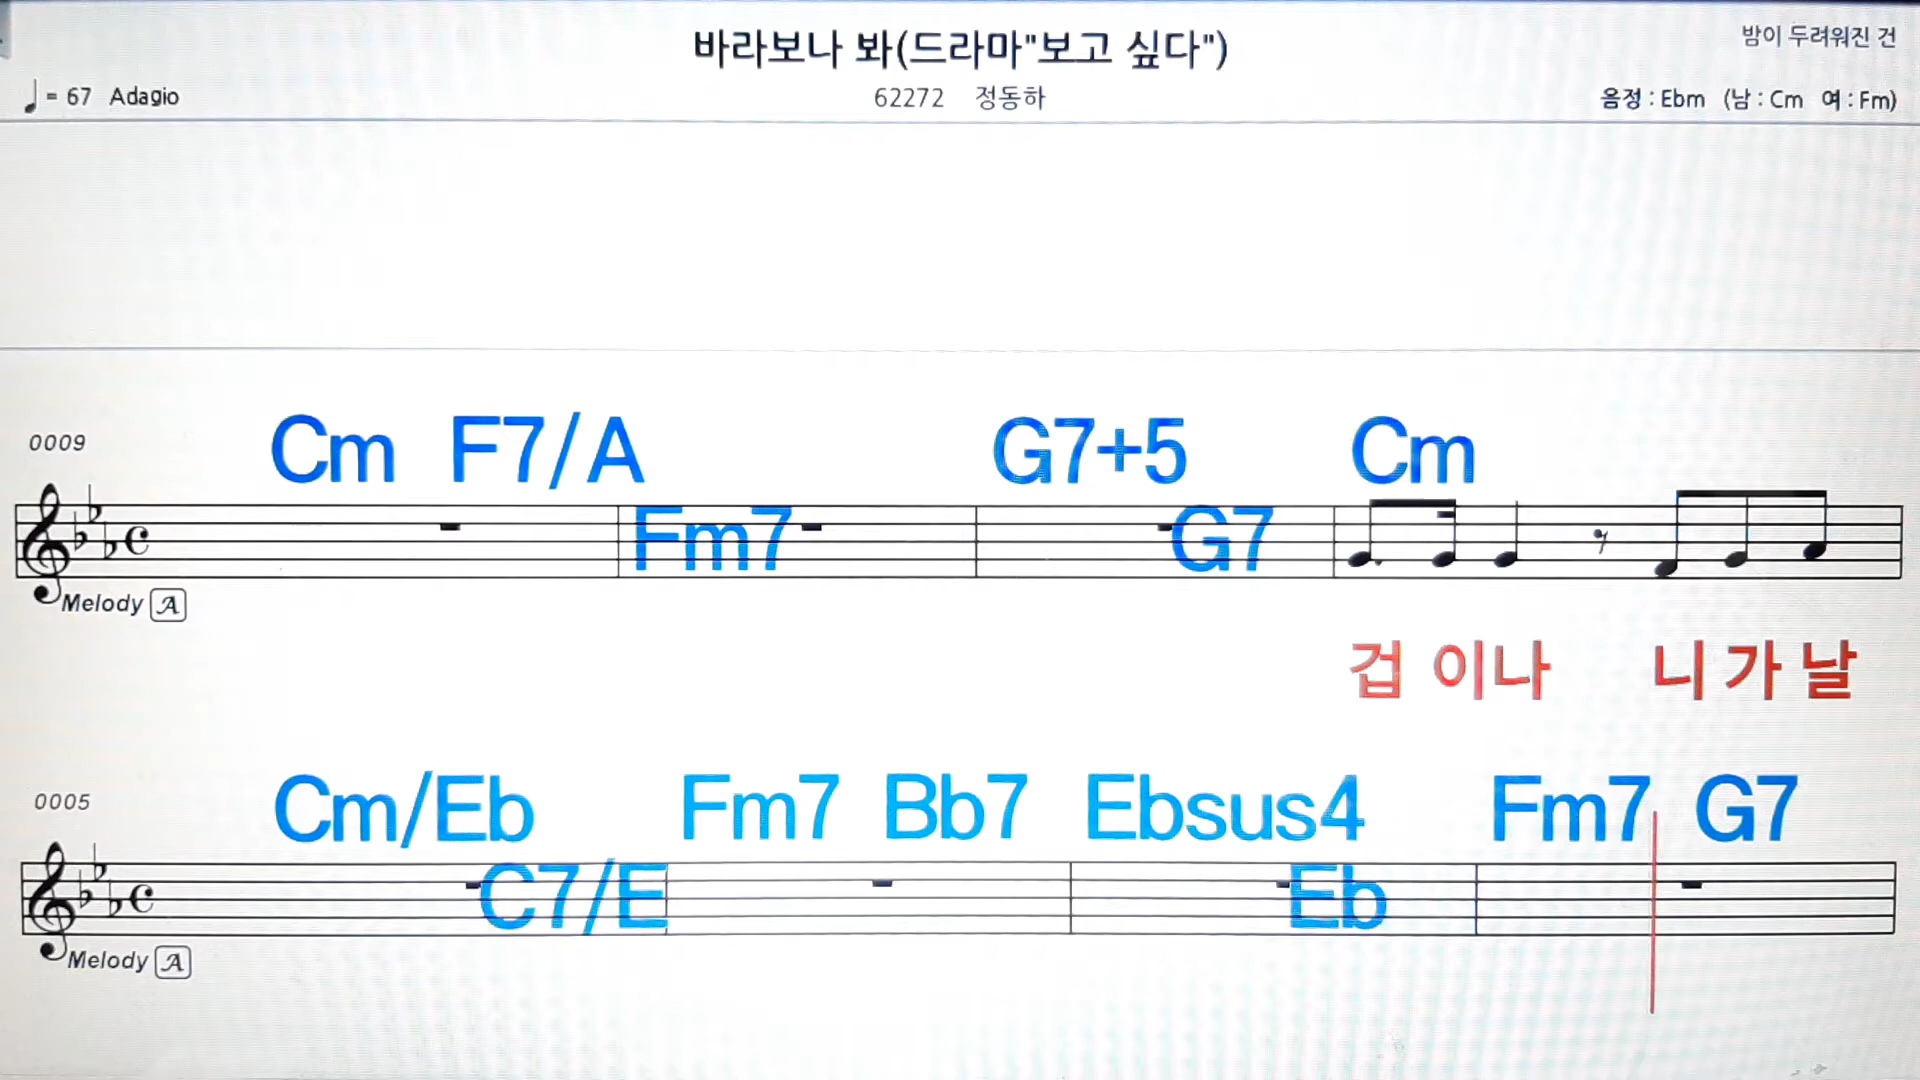 바라보나 봐(드라마"보고 싶다")
밤이 두려워진 건
= 67 Adagio
62272 정동하
음정 : Ebm (남 : Cm 여 : Fm)
0009
Cm F7/A G7+5 Cm
Fm7 G7
Melody A
겁 이나 니 가 날
0005
Cm/Eb Fm7 Bb7 Ebsus4 Fm7 G7
C7/E Eb
Melody A